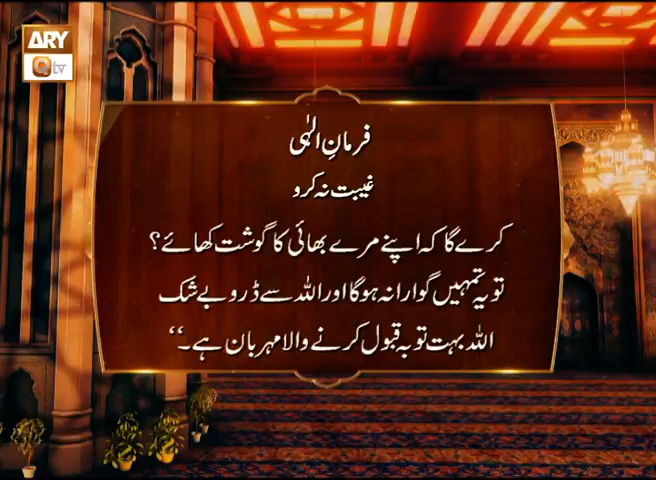 ARY
Qtv
فرمانِ الٰہی
غیبت نہ کرو
کرے گا کہ اپنے مرے بھائی کا گوشت کھائے؟
تو یہ تمہیں گوارا نہ ہوگا اور اللہ سے ڈرو بے شک
اللہ بہت توبہ قبول کرنے والا مہربان ہے۔‘‘